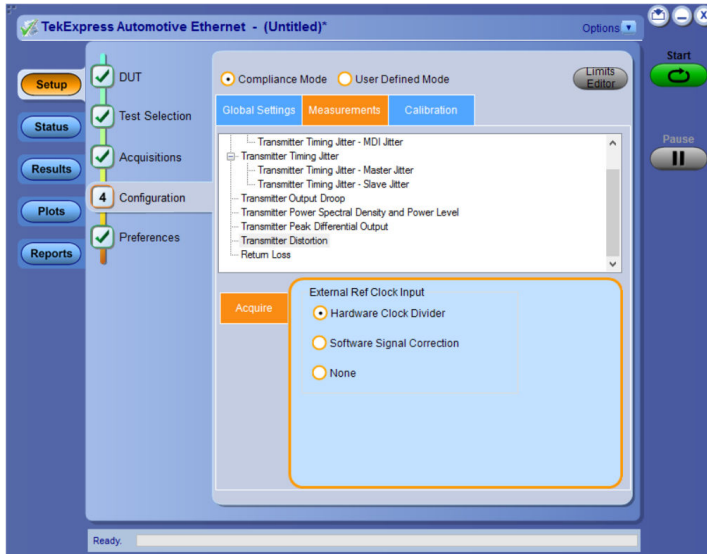 TekExpress Automotive Ethernet - (Untitled)*
Options
Start
Pause
Setup
Status
Results
Plots
Reports
DUT
Test Selection
Acquisitions
4 Configuration
Preferences
Compliance Mode
User Defined Mode
Limits
Editor
Global Settings
Measurements
Calibration
Transmitter Timing Jitter - MDI Jitter
Transmitter Timing Jitter
Transmitter Timing Jitter - Master Jitter
Transmitter Timing Jitter - Slave Jitter
Transmitter Output Droop
Transmitter Power Spectral Density and Power Level
Transmitter Peak Differential Output
Transmitter Distortion
Return Loss
Acquire
External Ref Clock Input
Hardware Clock Divider
Software Signal Correction
None
Ready.